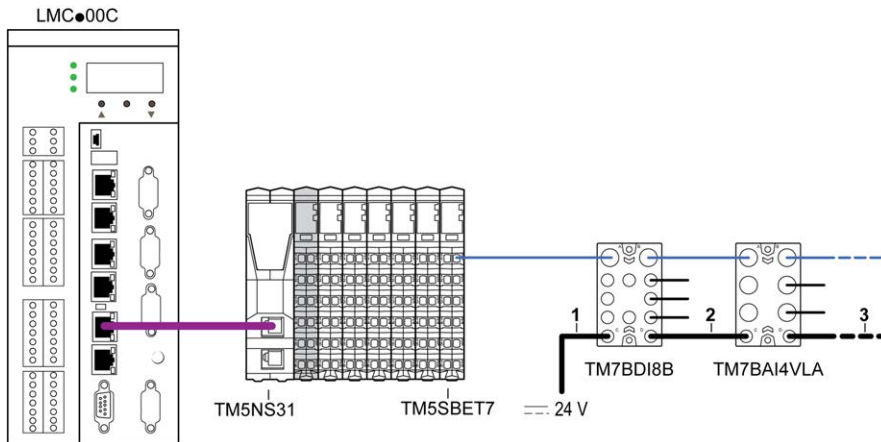 LMC●00C
A B
A B
1
2
3
C D
C D
TM7BDI8B
TM7BAI4VLA
TM5NS31
TM5SBET7
24 V